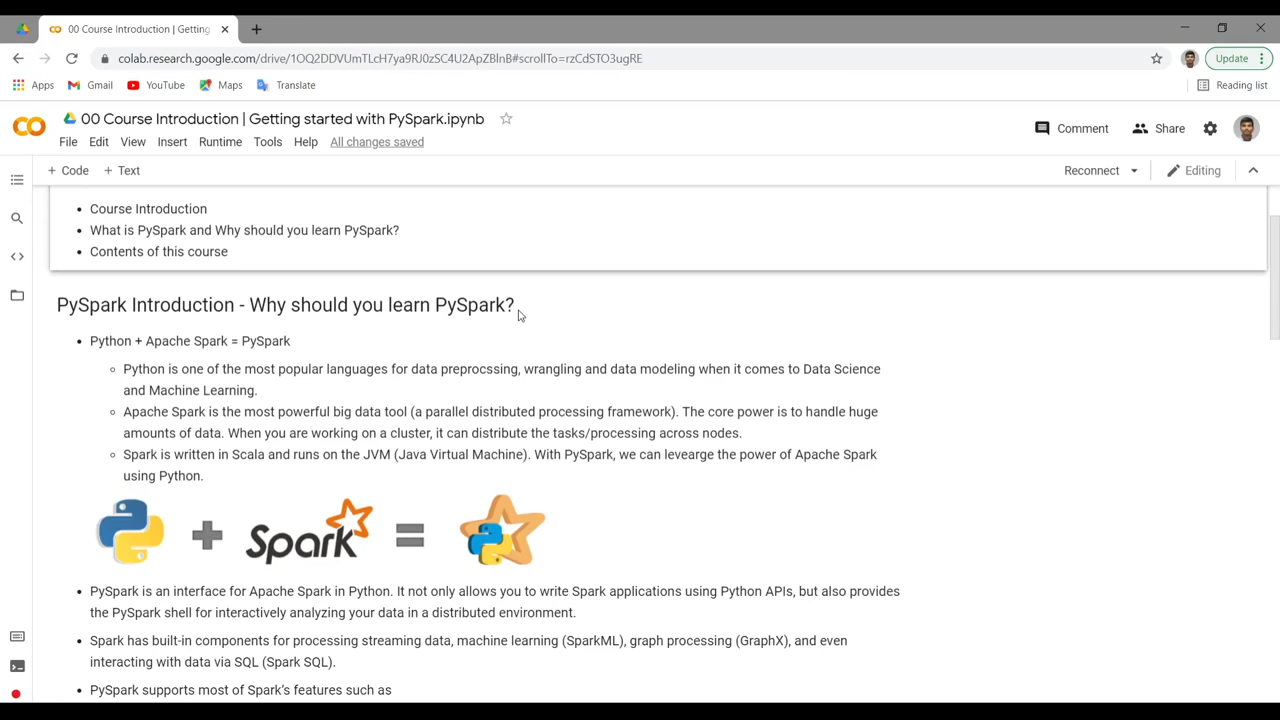 00 Course Introduction | Getting
colab.research.google.com/drive/1OQ2DDVUmTLcH7ya9RJ0zSC4U2ApZBlnB#scrollTo=rzCdSTO3ugRE
Update
Apps
Gmail
YouTube
Maps
Translate
Reading list
00 Course Introduction | Getting started with PySpark.ipynb
Comment
Share
File Edit View Insert Runtime Tools Help All changes saved
+ Code + Text
Reconnect
Editing
• Course Introduction
• What is PySpark and Why should you learn PySpark?
• Contents of this course
PySpark Introduction - Why should you learn PySpark?
• Python + Apache Spark = PySpark
◦ Python is one of the most popular languages for data preprocssing, wrangling and data modeling when it comes to Data Science
and Machine Learning.
◦ Apache Spark is the most powerful big data tool (a parallel distributed processing framework). The core power is to handle huge
amounts of data. When you are working on a cluster, it can distribute the tasks/processing across nodes.
◦ Spark is written in Scala and runs on the JVM (Java Virtual Machine). With PySpark, we can levearge the power of Apache Spark
using Python.
Spark
• PySpark is an interface for Apache Spark in Python. It not only allows you to write Spark applications using Python APIs, but also provides
the PySpark shell for interactively analyzing your data in a distributed environment.
• Spark has built-in components for processing streaming data, machine learning (SparkML), graph processing (GraphX), and even
interacting with data via SQL (Spark SQL).
• PySpark supports most of Spark's features such as